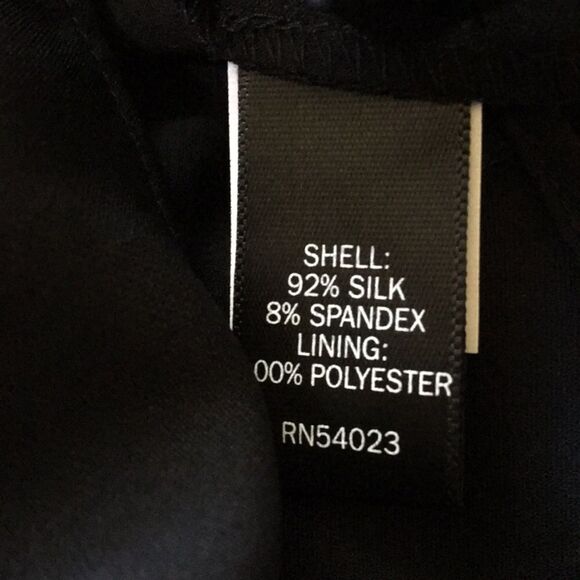 SHELL:
92% SILK
8% SPANDEX
LINING:
00% POLYESTER
RN54023